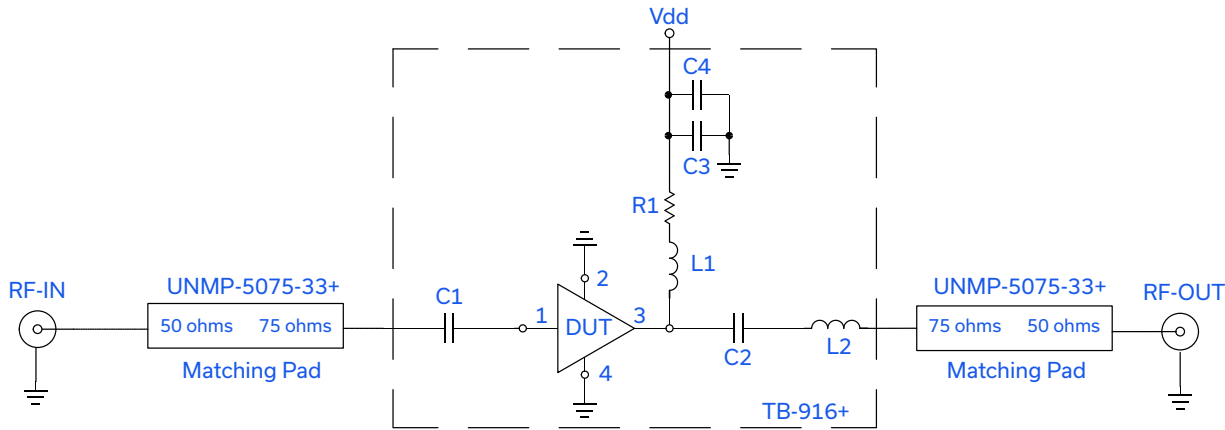 Vdd
C4
C3
R1
L1
2
UNMP-5075-33+
UNMP-5075-33+
RF-IN
RF-OUT
C1
50 ohms 75 ohms
1
DUT
3
75 ohms 50 ohms
C2
L2
Matching Pad
4
Matching Pad
TB-916+